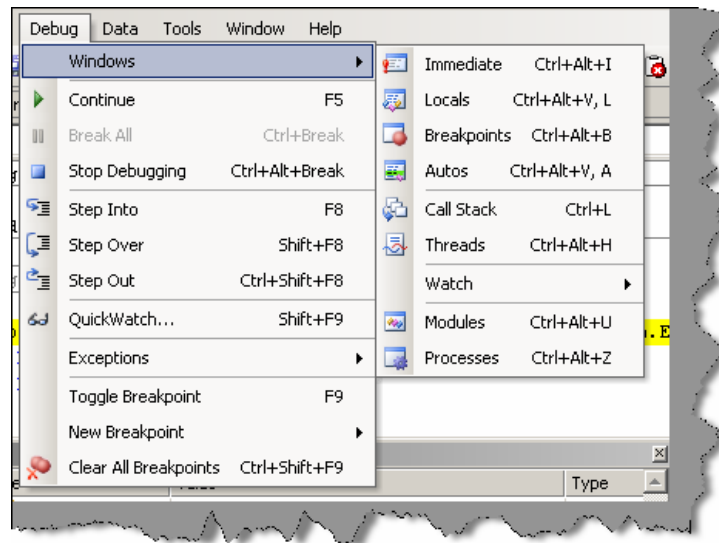 Debug Data Tools Window Help
Windows
Continue F5
Break All Ctrl+Break
Stop Debugging Ctrl+Alt+Break
Step Into F8
Step Over Shift+F8
Step Out Ctrl+Shift+F8
QuickWatch... Shift+F9
Exceptions
Toggle Breakpoint F9
New Breakpoint
Clear All Breakpoints Ctrl+Shift+F9
Immediate Ctrl+Alt+I
Locals Ctrl+Alt+V, L
Breakpoints Ctrl+Alt+B
Autos Ctrl+Alt+V, A
Call Stack Ctrl+L
Threads Ctrl+Alt+H
Watch
Modules Ctrl+Alt+U
Processes Ctrl+Alt+Z
.E
Type